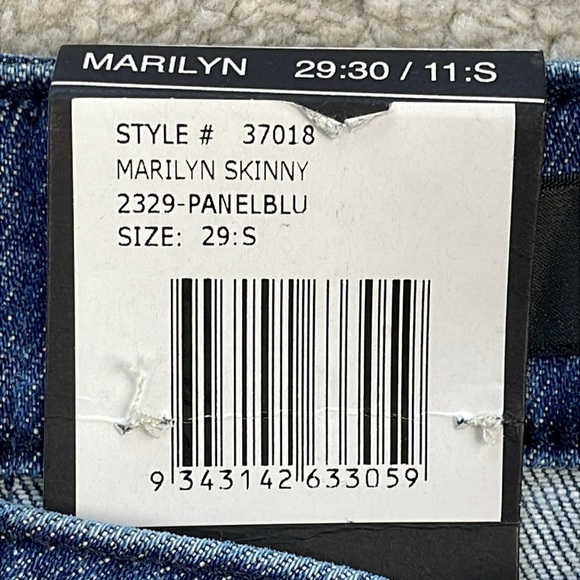 MARILYN 29:30 / 11:S
STYLE # 37018
MARILYN SKINNY
2329-PANELBLU
SIZE: 29:S
9 343142 633059